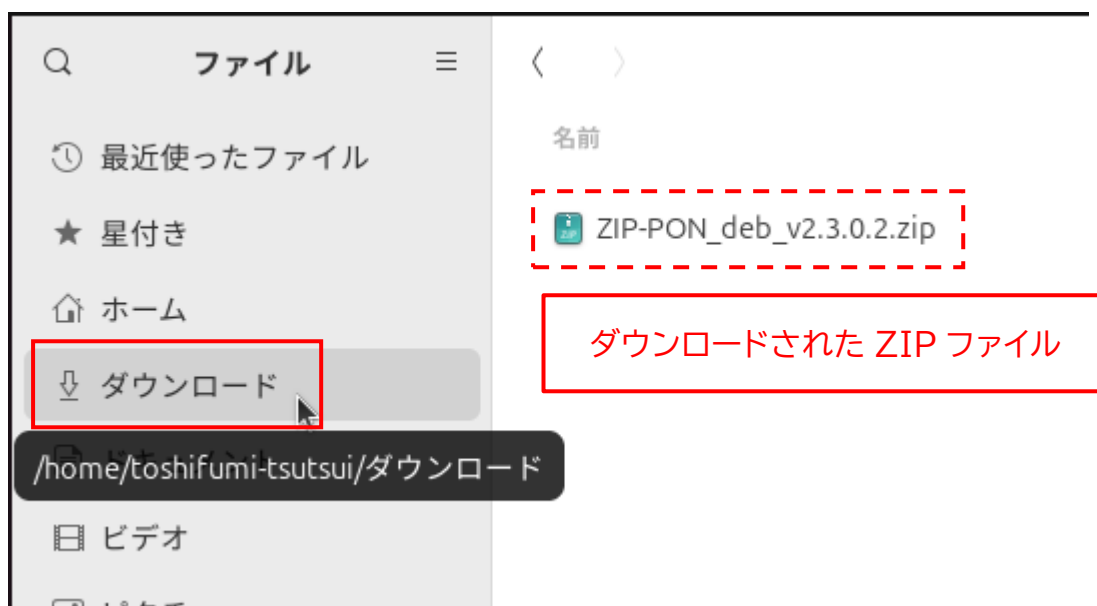 ファイル
最近使ったファイル
星付き
ホーム
ダウンロード
/home/toshifumi-tsutsui/ダウンロード
ビデオ
名前
ZIP-PON_deb_v2.3.0.2.zip
ダウンロードされた ZIP ファイル